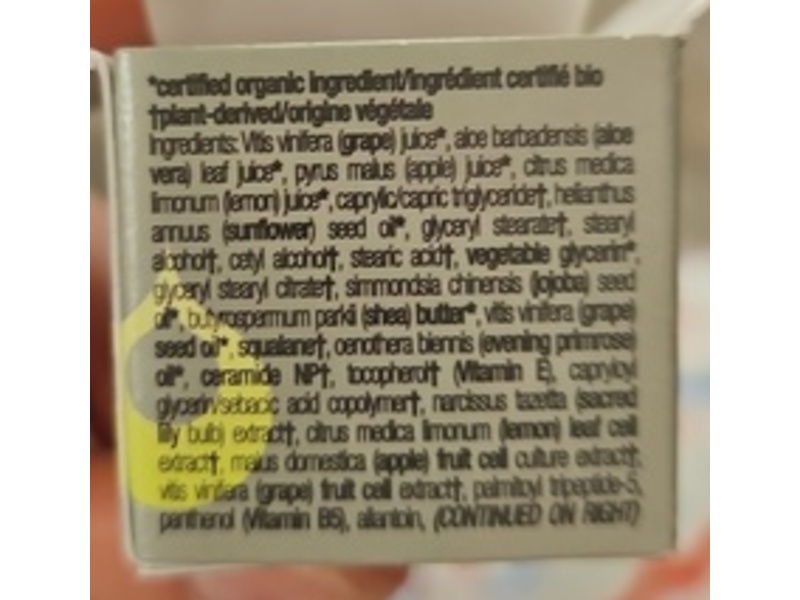 *certified organic ingredient/ingrédient certifié bio
†plant-derived/origine végétale
Ingredients: Vitis vinifera (grape) juice*, aloe barbadensis (aloe
vera) leaf juice*, pyrus malus (apple) juice*, citrus medica
limonum (lemon) juice*, caprylic/capric triglyceride†, helianthus
annuus (sunflower) seed oil*, glyceryl stearate†, stearyl
alcohol†, cetyl alcohol†, stearic acid†, vegetable glycerin*,
glyceryl stearyl citrate†, simmondsia chinensis (jojoba) seed
oil*, butyrospermum parkii (shea) butter*, vitis vinifera (grape)
seed oil*, squalane†, oenothera biennis (evening primrose)
oil*, ceramide NP†, tocopherol† (Vitamin E), capryloyl
glycerin/sebacic acid copolymer†, narcissus tazetta (sacred
lily bulb) extract†, citrus medica limonum (lemon) leaf cell
extract†, malus domestica (apple) fruit cell culture extract†,
vitis vinifera (grape) fruit cell extract†, palmitoyl tripeptide-5,
panthenol (Vitamin B5), allantoin, (CONTINUED ON RIGHT)